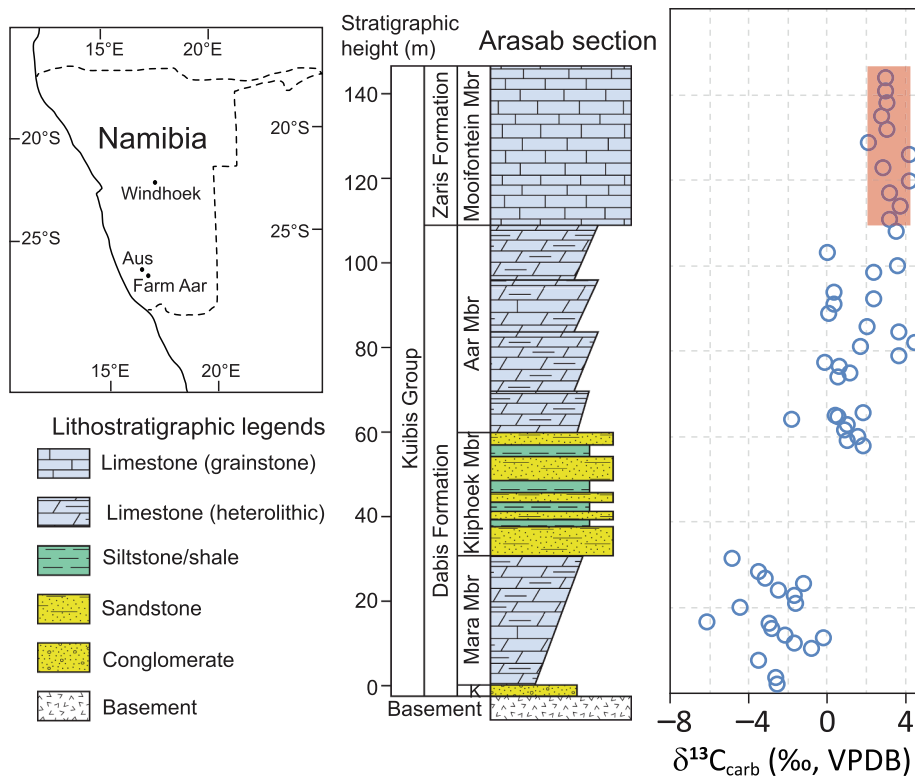 15°E 20°E
20°S
20°S
Namibia
Windhoek
25°S
25°S
Aus
Farm Aar
15°E 20°E
Lithostratigraphic legends
Limestone (grainstone)
Limestone (heterolithic)
Siltstone/shale
Sandstone
Conglomerate
Basement
Stratigraphic
height (m)
Arasab section
140
120
100
80
60
40
20
0
Kuibis Group
Zaris Formation
Dabis Formation
Mooifontein Mbr
Aar Mbr
Kliphoek Mbr
Mara Mbr
K
Basement
−8 −4 0 4
δ¹³Ccarb (‰, VPDB)